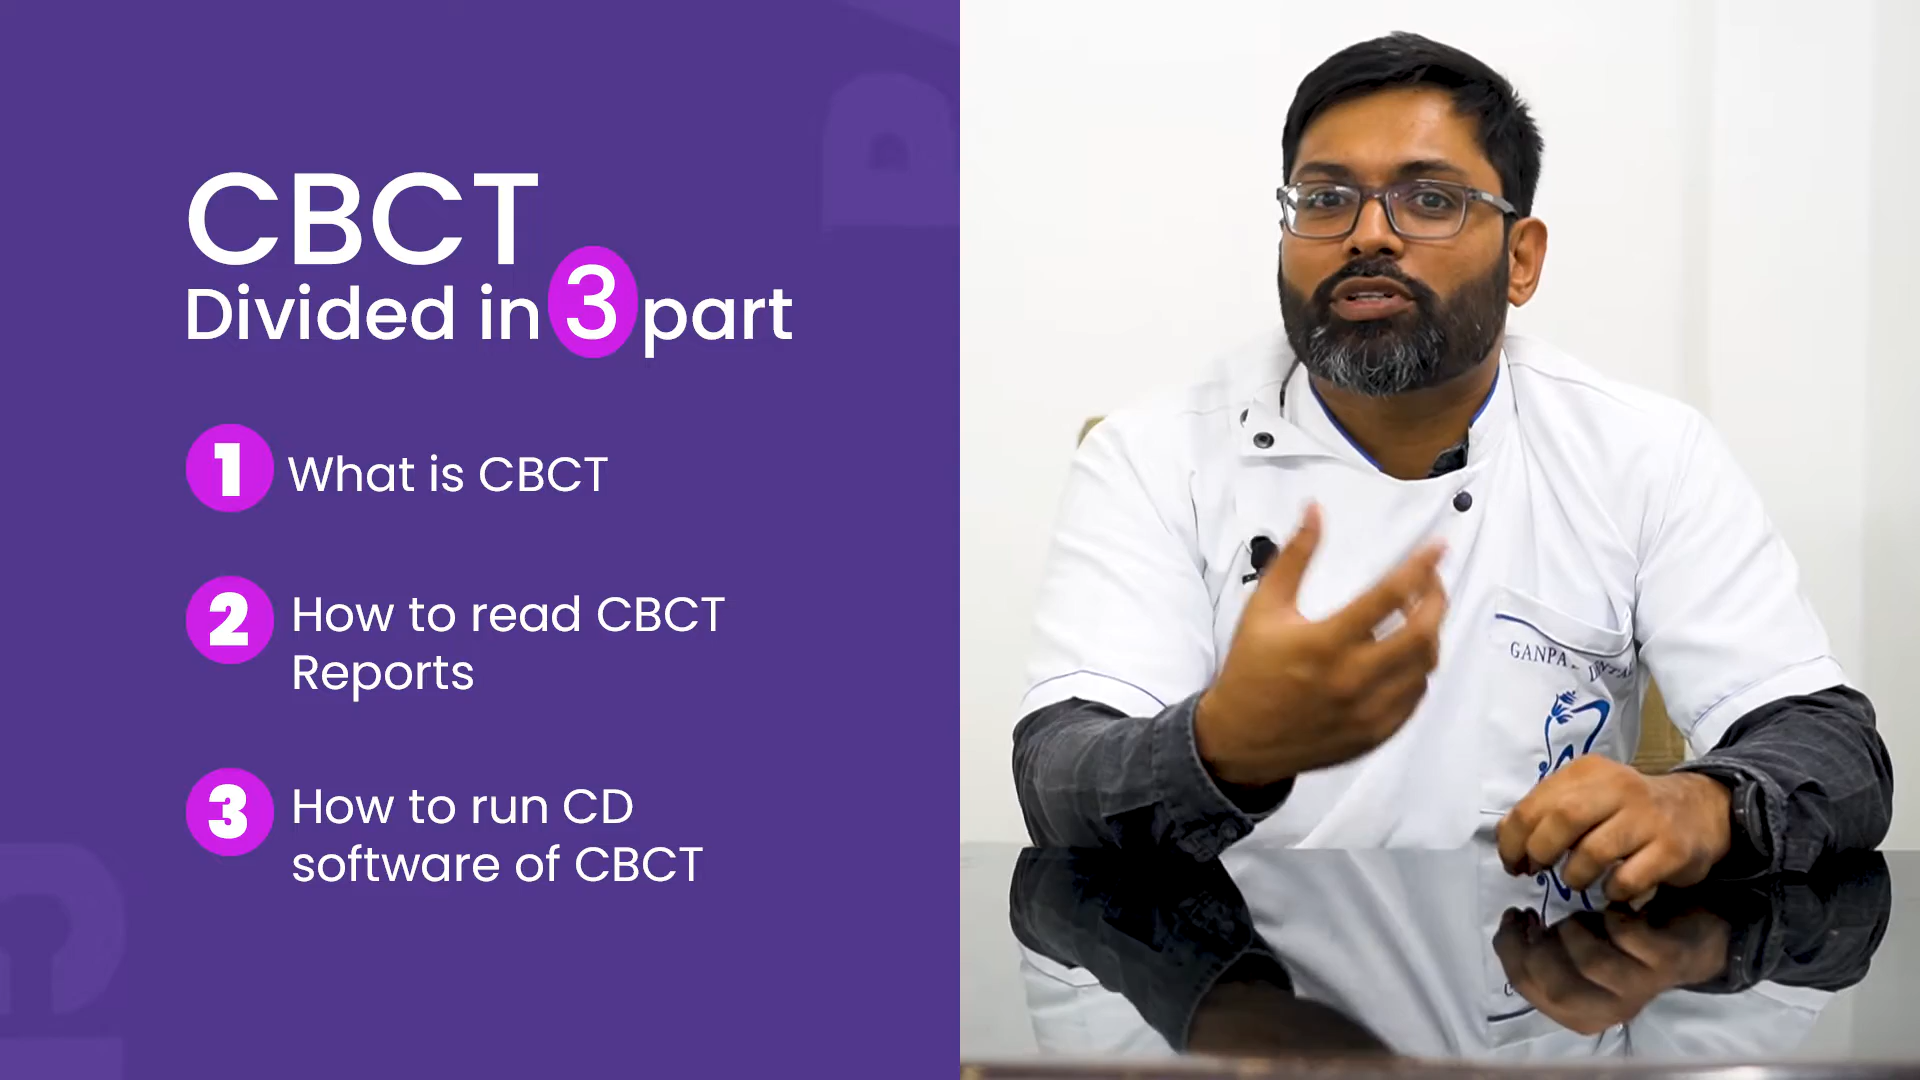 CBCT
Divided in 3 part
1 What is CBCT
2 How to read CBCT
Reports
3 How to run CD
software of CBCT